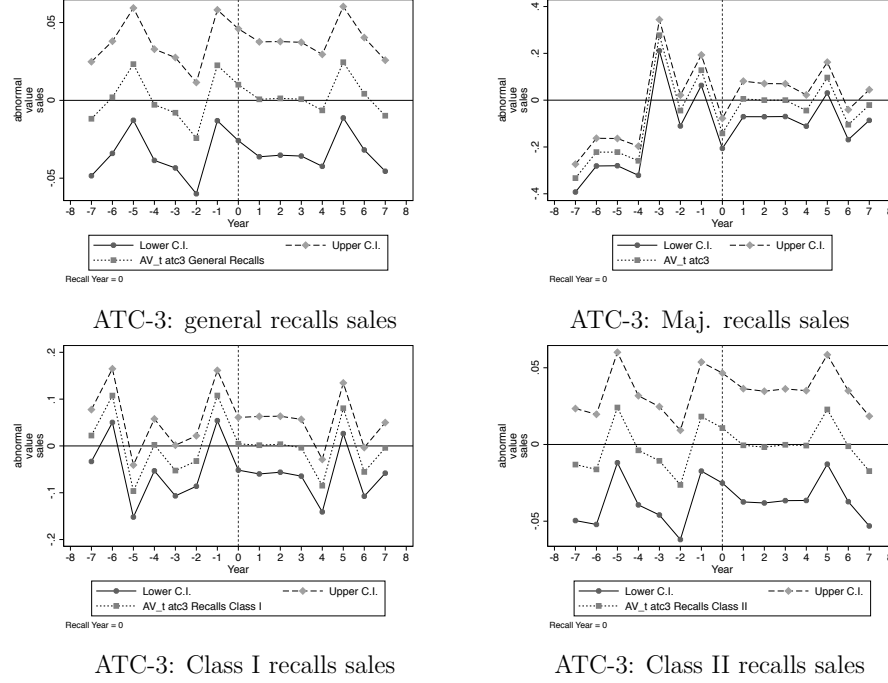 abnormal value sales
.05
0
-.05
-8 -7 -6 -5 -4 -3 -2 -1 0 1 2 3 4 5 6 7 8
Year
Lower C.I. Upper C.I.
AV_t atc3 General Recalls
Recall Year = 0
ATC-3: general recalls sales
abnormal value sales
.4
.2
0
-.2
-.4
-8 -7 -6 -5 -4 -3 -2 -1 0 1 2 3 4 5 6 7 8
Year
Lower C.I. Upper C.I.
AV_t atc3
Recall Year = 0
ATC-3: Maj. recalls sales
abnormal value sales
.2
.1
0
-.1
-.2
-8 -7 -6 -5 -4 -3 -2 -1 0 1 2 3 4 5 6 7 8
Year
Lower C.I. Upper C.I.
AV_t atc3 Recalls Class I
Recall Year = 0
ATC-3: Class I recalls sales
abnormal value sales
.05
0
-.05
-8 -7 -6 -5 -4 -3 -2 -1 0 1 2 3 4 5 6 7 8
Year
Lower C.I. Upper C.I.
AV_t atc3 Recalls Class II
Recall Year = 0
ATC-3: Class II recalls sales